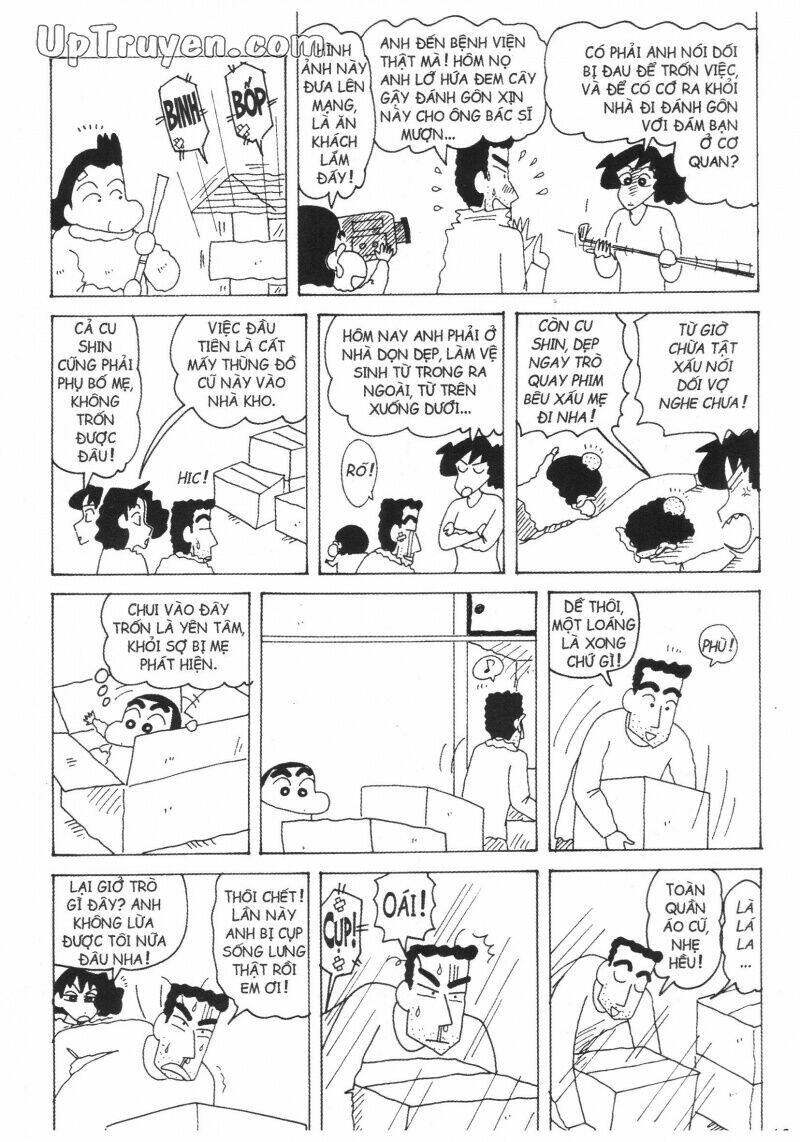 UpTruyen.com
CÓ PHẢI ANH NÓI DỐI
BỊ ĐAU ĐỂ TRỐN VIỆC,
VÀ ĐỂ CÓ CỚ RA KHỎI
NHÀ ĐI ĐÁNH GÔN
VỚI ĐÁM BẠN
Ở CƠ
QUAN?
ANH ĐẾN BỆNH VIỆN
THẬT MÀ! HÔM NỌ
ANH LỠ HỨA ĐEM CÂY
GẬY ĐÁNH GÔN XỊN
NÀY CHO ÔNG BÁC SĨ
MƯỢN...
HÌNH
ẢNH NÀY
ĐƯA LÊN
MẠNG,
LÀ ĂN
KHÁCH
LẮM
ĐẤY!
BỐP
BINH
TỪ GIỜ
CHỪA TẬT
XẤU NÓI
DỐI VỢ
NGHE CHƯA!
CÒN CU
SHIN, DẸP
NGAY TRÒ
QUAY PHIM
BÊU XẤU MẸ
ĐI NHA!
HÔM NAY ANH PHẢI Ở
NHÀ DỌN DẸP, LÀM VỆ
SINH TỪ TRONG RA
NGOÀI, TỪ TRÊN
XUỐNG DƯỚI...
RÕ!
VIỆC ĐẦU
TIÊN LÀ CẤT
MẤY THÙNG ĐỒ
CŨ NÀY VÀO
NHÀ KHO.
CẢ CU
SHIN
CŨNG PHẢI
PHỤ BỐ MẸ,
KHÔNG
TRỐN
ĐƯỢC
ĐÂU!
HIC!
PHÙ!
DỄ THÔI,
MỘT LOÁNG
LÀ XONG
CHỨ GÌ!
CHUI VÀO ĐÂY
TRỐN LÀ YÊN TÂM,
KHỎI SỢ BỊ MẸ
PHÁT HIỆN.
LÀ
LÁ
LA
...
TOÀN
QUẦN
ÁO CŨ,
NHẸ
HỀU!
OÁI!
CỤP!
THÔI CHẾT!
LẦN NÀY
ANH BỊ CỤP
SỐNG LƯNG
THẬT RỒI
EM ƠI!
LẠI GIỞ TRÒ
GÌ ĐÂY? ANH
KHÔNG LỪA
ĐƯỢC TÔI NỮA
ĐÂU NHA!